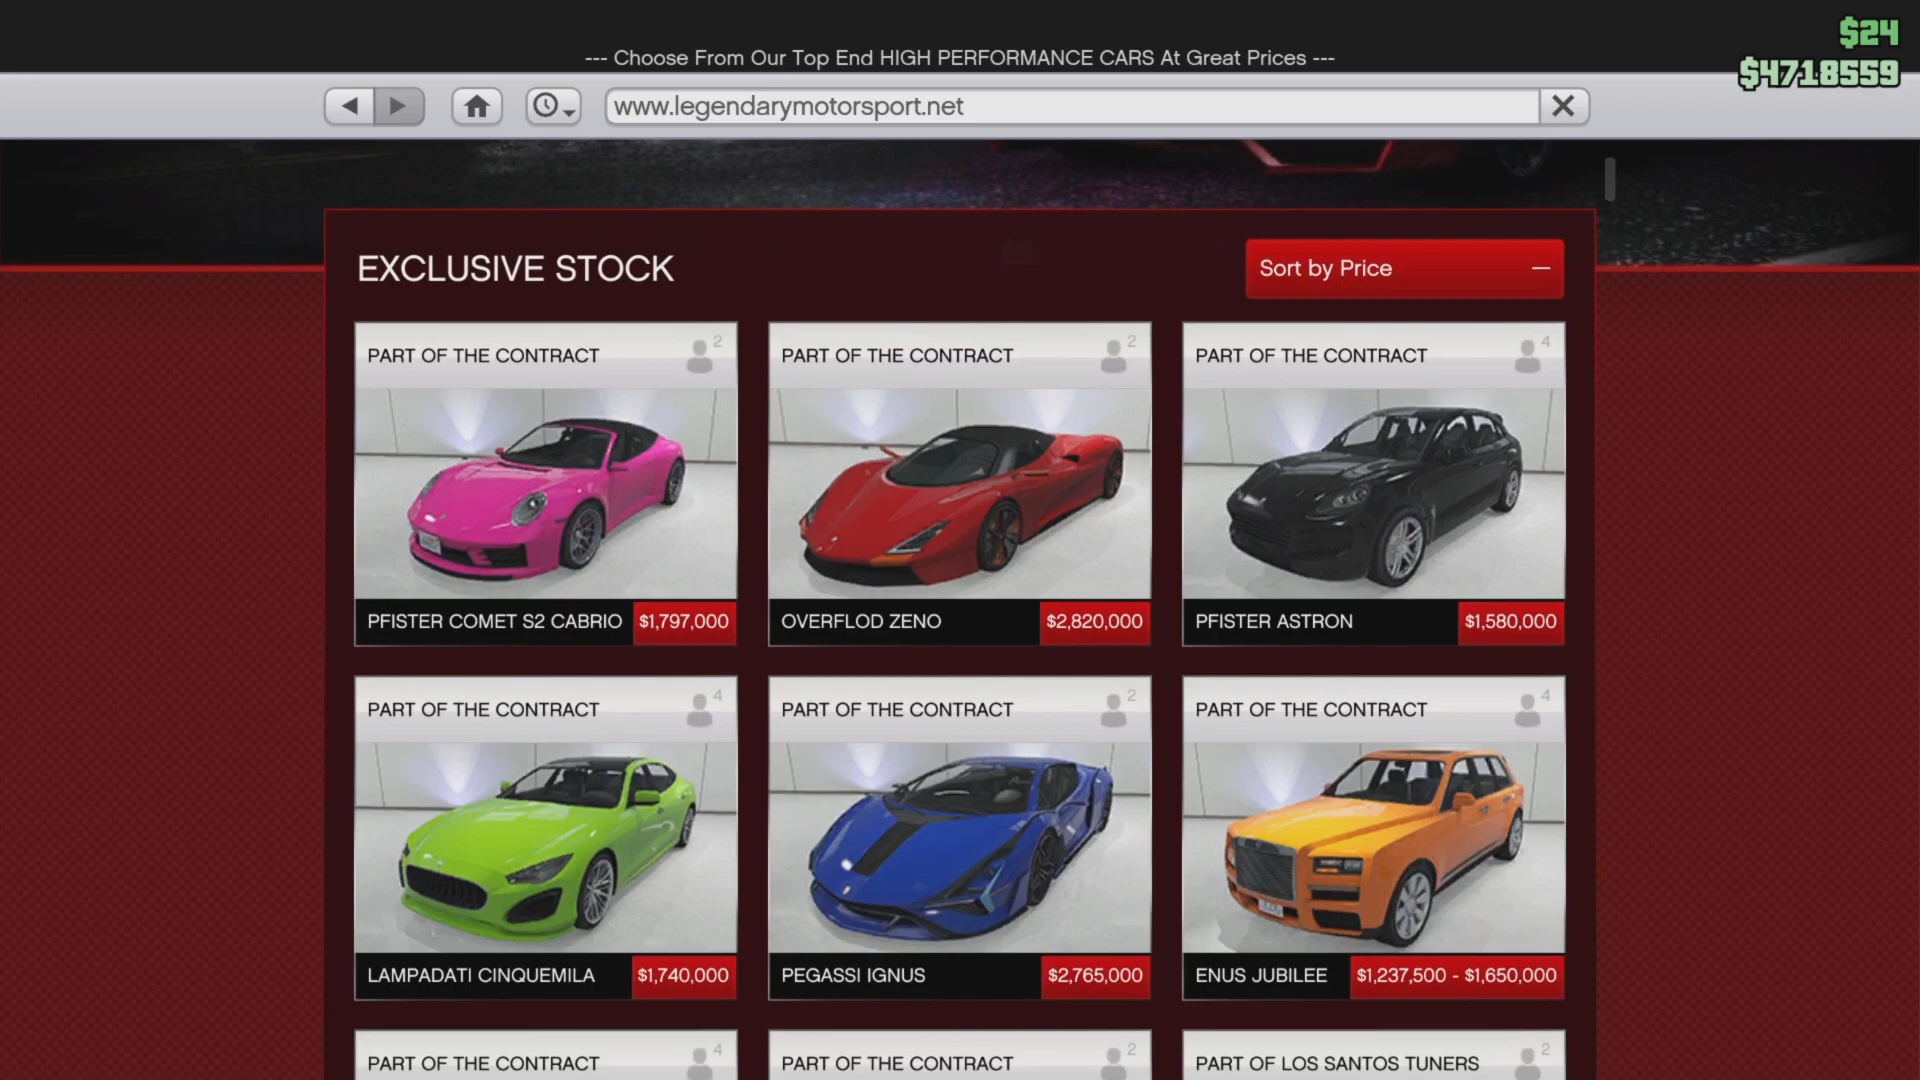 --- Choose From Our Top End HIGH PERFORMANCE CARS At Great Prices ---
$24
$4718559
www.legendarymotorsport.net
EXCLUSIVE STOCK
Sort by Price
PART OF THE CONTRACT 2
PART OF THE CONTRACT 2
PART OF THE CONTRACT 4
PFISTER COMET S2 CABRIO $1,797,000
OVERFLOD ZENO $2,820,000
PFISTER ASTRON $1,580,000
PART OF THE CONTRACT 4
PART OF THE CONTRACT 2
PART OF THE CONTRACT 4
LAMPADATI CINQUEMILA $1,740,000
PEGASSI IGNUS $2,765,000
ENUS JUBILEE $1,237,500 - $1,650,000
PART OF THE CONTRACT 4
PART OF THE CONTRACT 2
PART OF LOS SANTOS TUNERS 2